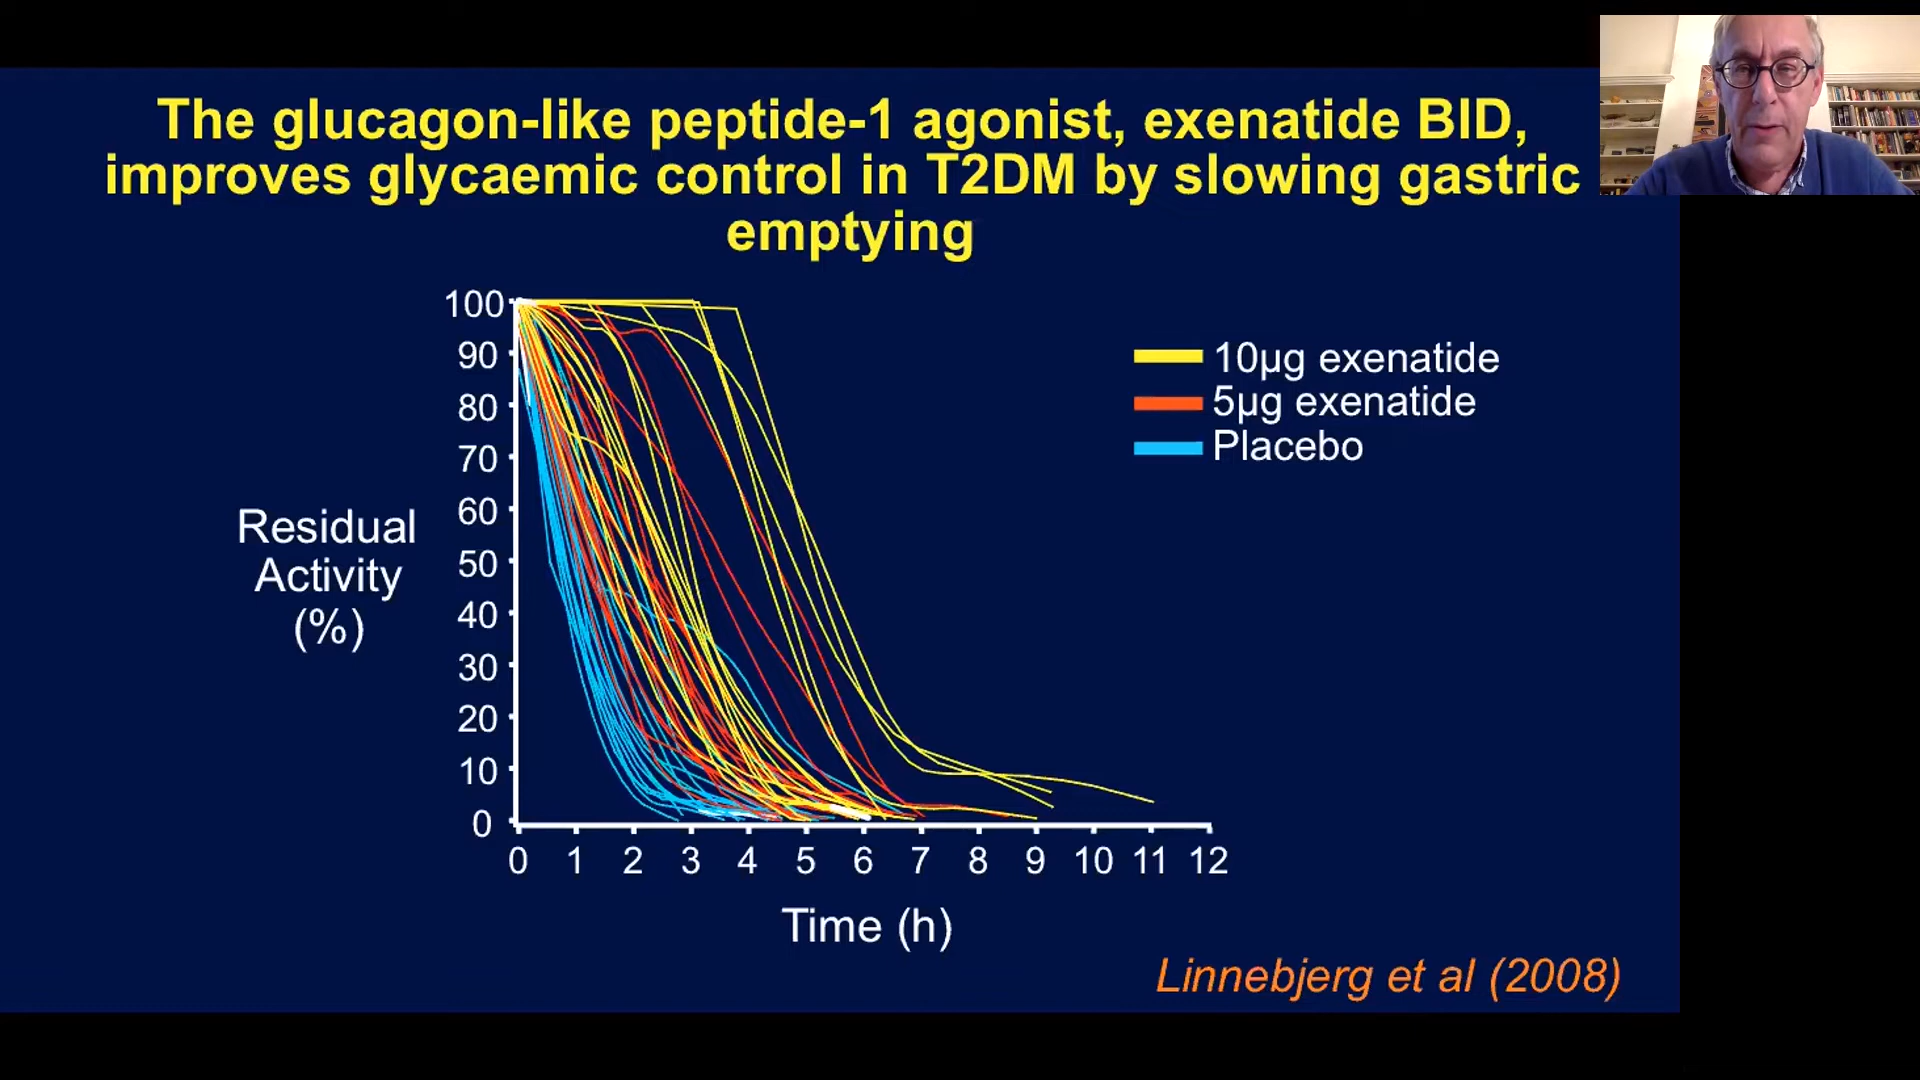 The glucagon-like peptide-1 agonist, exenatide BID,
improves glycaemic control in T2DM by slowing gastric
emptying
100
90
80
70
60
50
40
30
20
10
0
Residual
Activity
(%)
10µg exenatide
5µg exenatide
Placebo
0 1 2 3 4 5 6 7 8 9 10 11 12
Time (h)
Linnebjerg et al (2008)